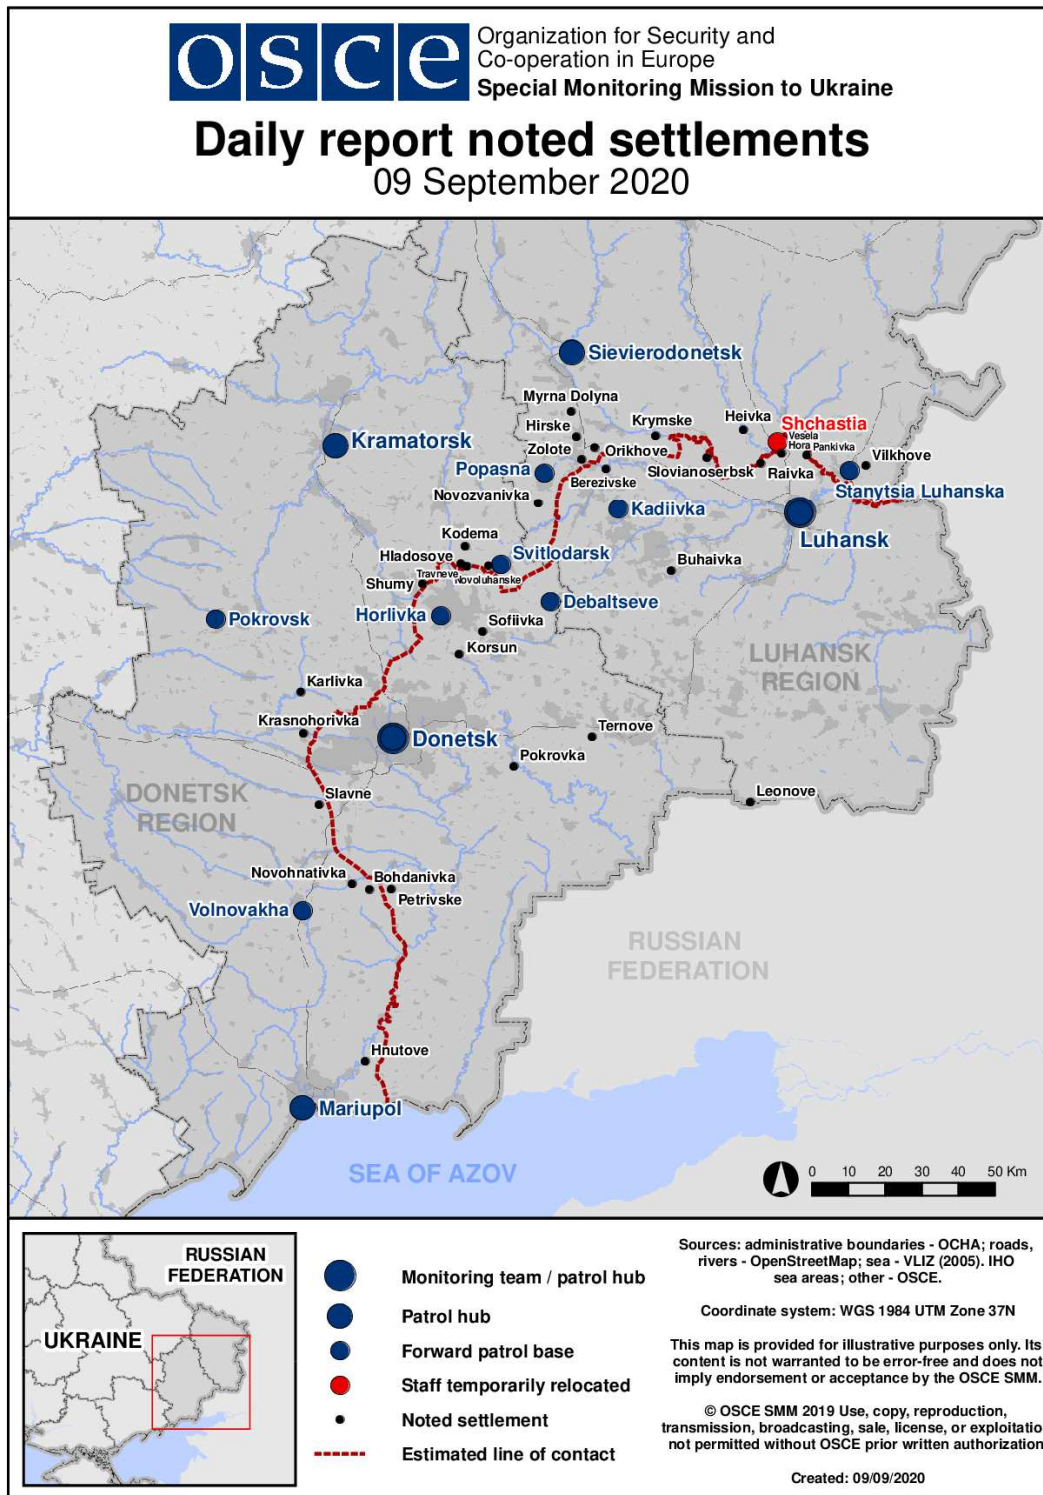 osce
Organization for Security and
Co-operation in Europe
Special Monitoring Mission to Ukraine
Daily report noted settlements
09 September 2020
Sievierodonetsk
Myrna Dolyna
Hirske
Krymske
Heivka
Shchastia
Kramatorsk
Zolote
Orikhove
Vesela
Hora
Pankivka
Vilkhove
Popasna
Berezivske
Slovianoserbsk
Raivka
Stanytsia Luhanska
Novozvanivka
Kadiivka
Luhansk
Kodema
Hladosove
Svitlodarsk
Buhaivka
Travneve
Novoluhanske
Shumy
Debaltseve
Horlivka
Pokrovsk
Sofiivka
Korsun
LUHANSK
REGION
Karlivka
Krasnohorivka
Donetsk
Ternove
Pokrovka
DONETSK
REGION
Slavne
Leonove
Novohnativka
Bohdanivka
Petrivske
Volnovakha
RUSSIAN
FEDERATION
Hnutove
Mariupol
SEA OF AZOV
0 10 20 30 40 50 Km
RUSSIAN
FEDERATION
UKRAINE
Monitoring team / patrol hub
Patrol hub
Forward patrol base
Staff temporarily relocated
Noted settlement
Estimated line of contact
Sources: administrative boundaries - OCHA; roads,
rivers - OpenStreetMap; sea - VLIZ (2005). IHO
sea areas; other - OSCE.
Coordinate system: WGS 1984 UTM Zone 37N
This map is provided for illustrative purposes only. Its
content is not warranted to be error-free and does not
imply endorsement or acceptance by the OSCE SMM.
© OSCE SMM 2019 Use, copy, reproduction,
transmission, broadcasting, sale, license, or exploitatio
not permitted without OSCE prior written authorization
Created: 09/09/2020